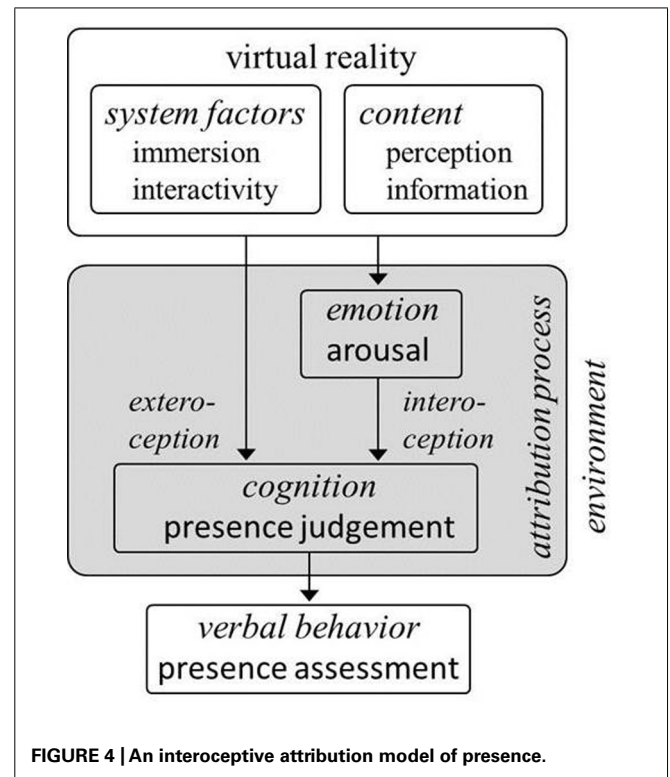 virtual reality
system factors
immersion
interactivity
content
perception
information
emotion
arousal
extero-
ception
intero-
ception
cognition
presence judgement
attribution process
environment
verbal behavior
presence assessment
FIGURE 4 | An interoceptive attribution model of presence.